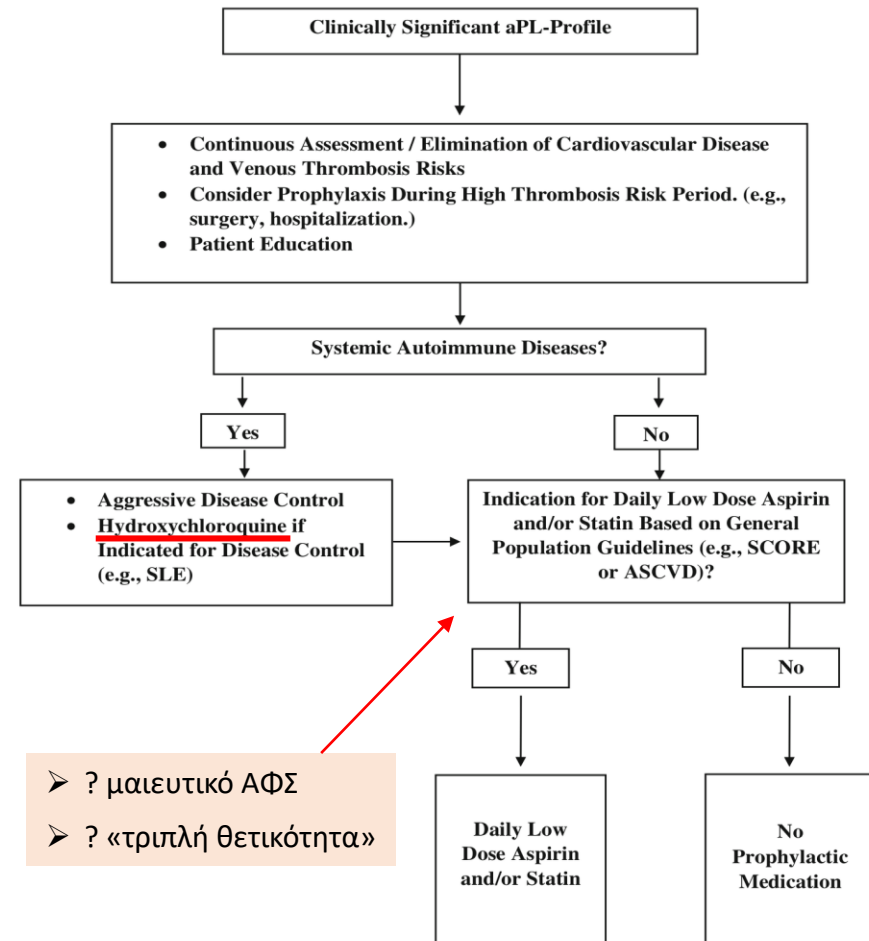 Clinically Significant aPL-Profile
• Continuous Assessment / Elimination of Cardiovascular Disease
and Venous Thrombosis Risks
• Consider Prophylaxis During High Thrombosis Risk Period. (e.g.,
surgery, hospitalization.)
• Patient Education
Systemic Autoimmune Diseases?
Yes
No
• Aggressive Disease Control
• Hydroxychloroquine if
Indicated for Disease Control
(e.g., SLE)
Indication for Daily Low Dose Aspirin
and/or Statin Based on General
Population Guidelines (e.g., SCORE
or ASCVD)?
Yes
No
➢ ? μαιευτικό ΑΦΣ
➢ ? «τριπλή θετικότητα»
Daily Low
Dose Aspirin
and/or Statin
No
Prophylactic
Medication